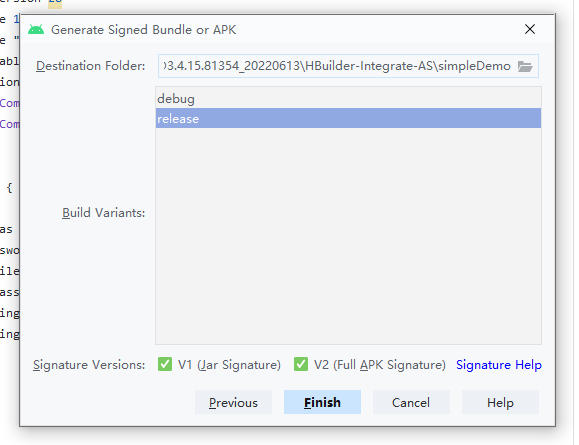 ersion 28
Generate Signed Bundle or APK
Destination Folder:
03.4.15.81354_20220613\HBuilder-Integrate-AS\simpleDemo
debug
release
Build Variants:
Signature Versions:
V1 (Jar Signature)
V2 (Full APK Signature)
Signature Help
Previous
Finish
Cancel
Help
e 1
e "
abl
ion
Com
Com
{
as
swo
ile
ass
ing
ing